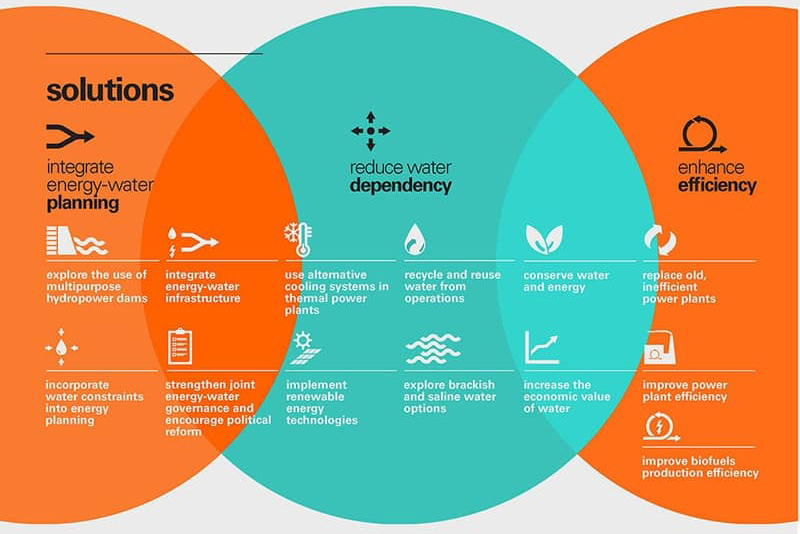 solutions
integrate
energy-water
planning
reduce water
dependency
enhance
efficiency
explore the use of
multipurpose
hydropower dams
integrate
energy-water
infrastructure
use alternative
cooling systems in
thermal power
plants
recycle and reuse
water from
operations
conserve water
and energy
replace old,
inefficient
power plants
incorporate
water constraints
into energy
planning
strengthen joint
energy-water
governance and
encourage political
reform
implement
renewable
energy
technologies
explore brackish
and saline water
options
increase the
economic value
of water
improve power
plant efficiency
improve biofuels
production efficiency